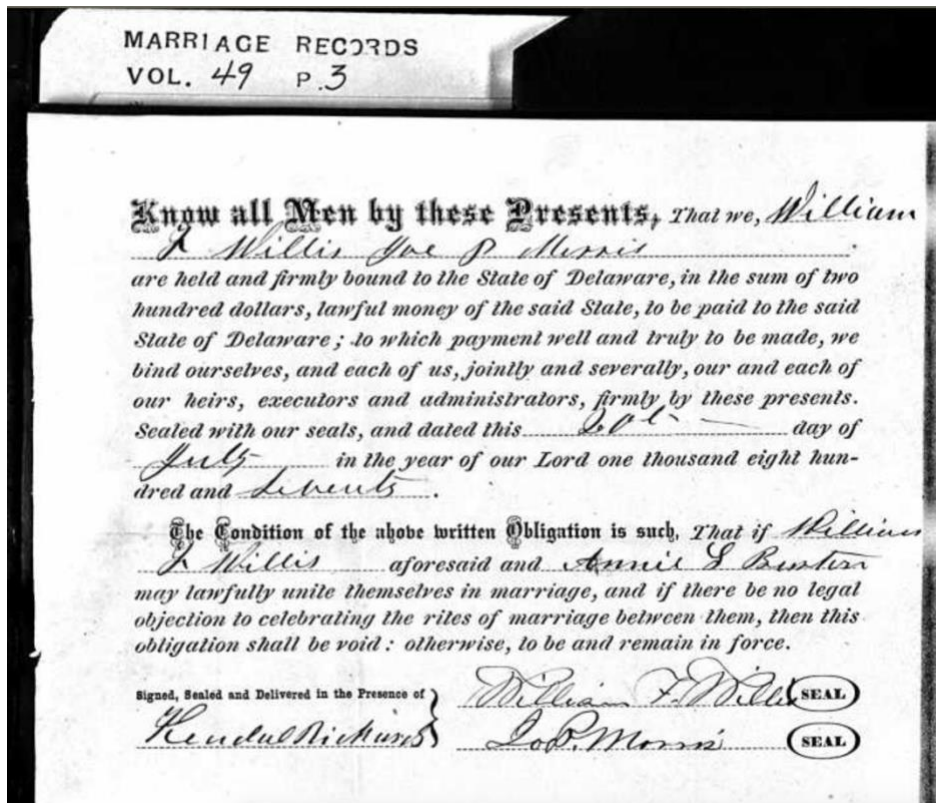 MARRIAGE RECORDS
VOL. 49 P. 3
Know all Men by these Presents, That we, William
F Willis Joe P Morris
are held and firmly bound to the State of Delaware, in the sum of two
hundred dollars, lawful money of the said State, to be paid to the said
State of Delaware; to which payment well and truly to be made, we
bind ourselves, and each of us, jointly and severally, our and each of
our heirs, executors and administrators, firmly by these presents.
Sealed with our seals, and dated this day of
July in the year of our Lord one thousand eight hun-
dred and Seventy.
The Condition of the above written Obligation is such, That if William
F Willis aforesaid and Annie L Burton
may lawfully unite themselves in marriage, and if there be no legal
objection to celebrating the rites of marriage between them, then this
obligation shall be void: otherwise, to be and remain in force.
Signed, Sealed and Delivered in the Presence of } William F. Willis SEAL
Jo P. Morris SEAL